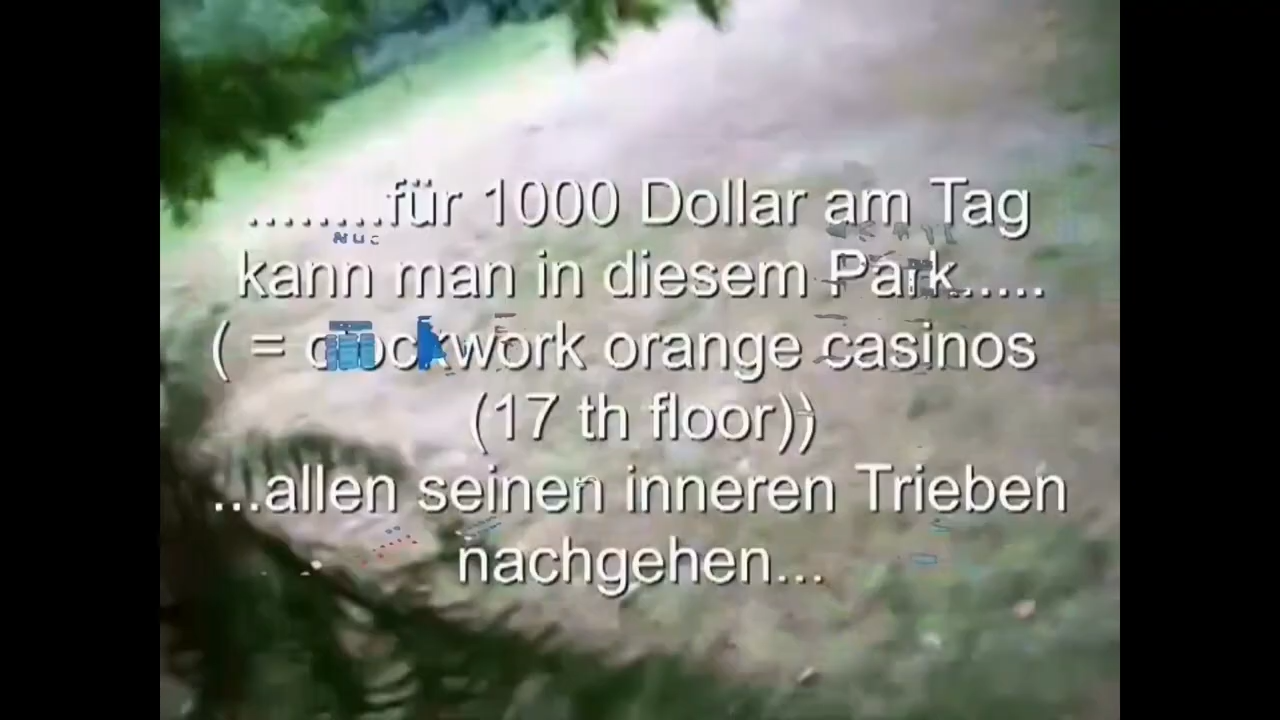 ........für 1000 Dollar am Tag
kann man in diesem Park.....
( = clockwork orange casinos
(17 th floor))
...allen seinen inneren Trieben
nachgehen...